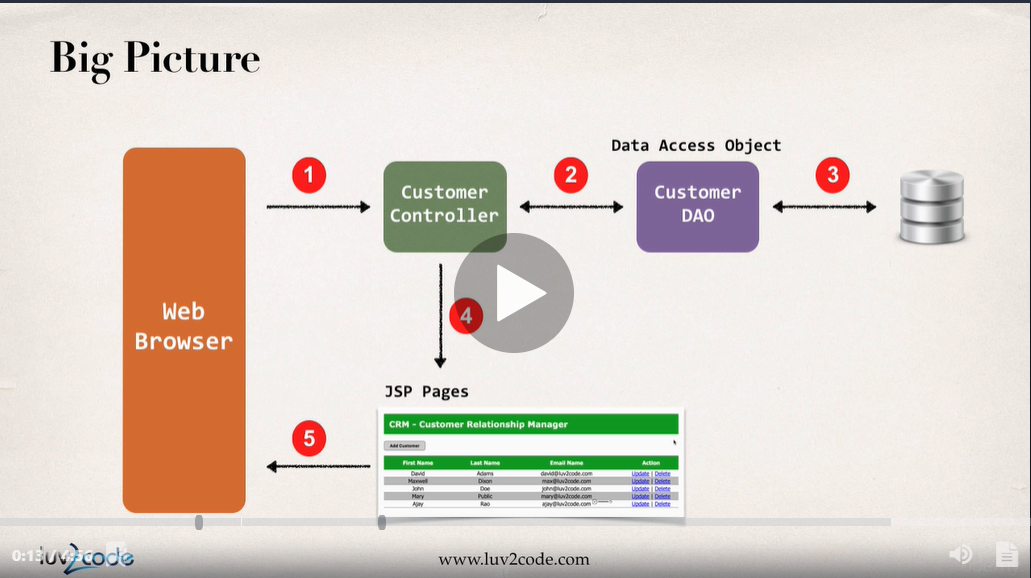 Big Picture
Data Access Object
1
2
3
Customer
Controller
Customer
DAO
Web
Browser
4
JSP Pages
CRM - Customer Relationship Manager
Add Customer
First Name Last Name Email Name Action
David Adams david@luv2code.com Update | Delete
Maxwell Dixon max@luv2code.com Update | Delete
John Doe john@luv2code.com Update | Delete
Mary Public mary@luv2code.com Update | Delete
Ajay Rao ajay@luv2code.com Update | Delete
5
luv2code
www.luv2code.com